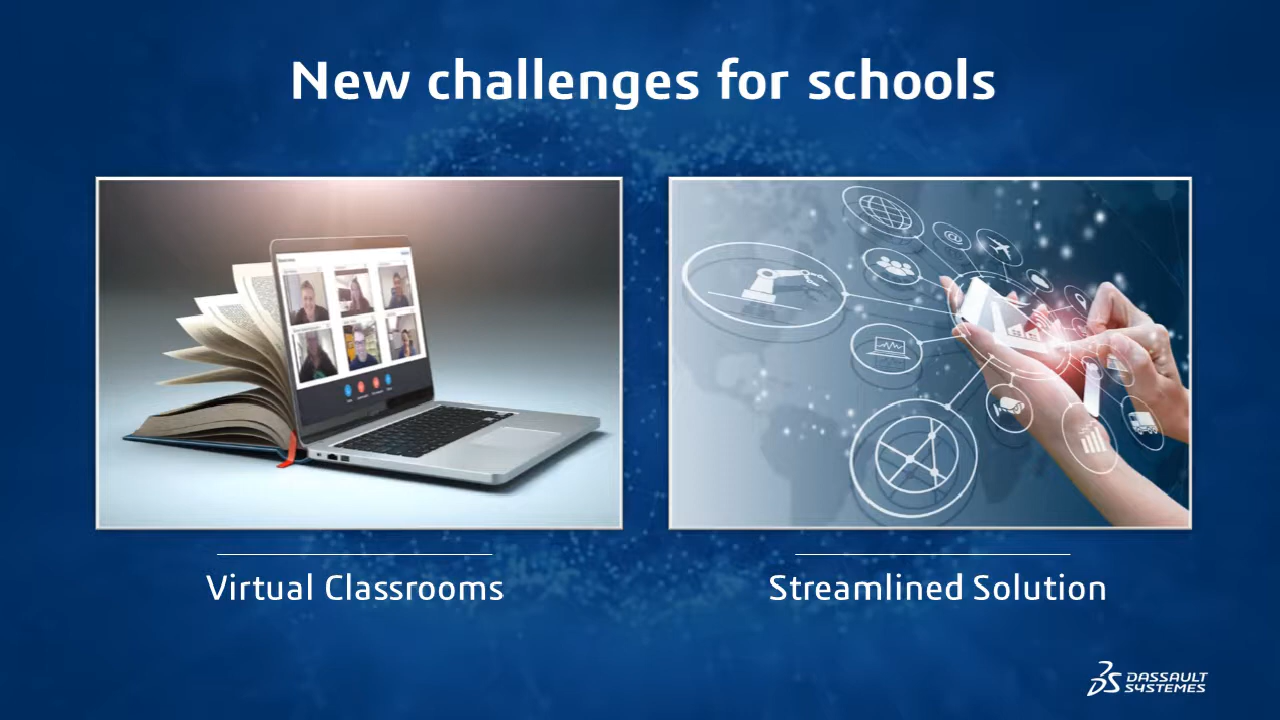 New challenges for schools
Virtual Classrooms
Streamlined Solution
DASSAULT
SYSTEMES